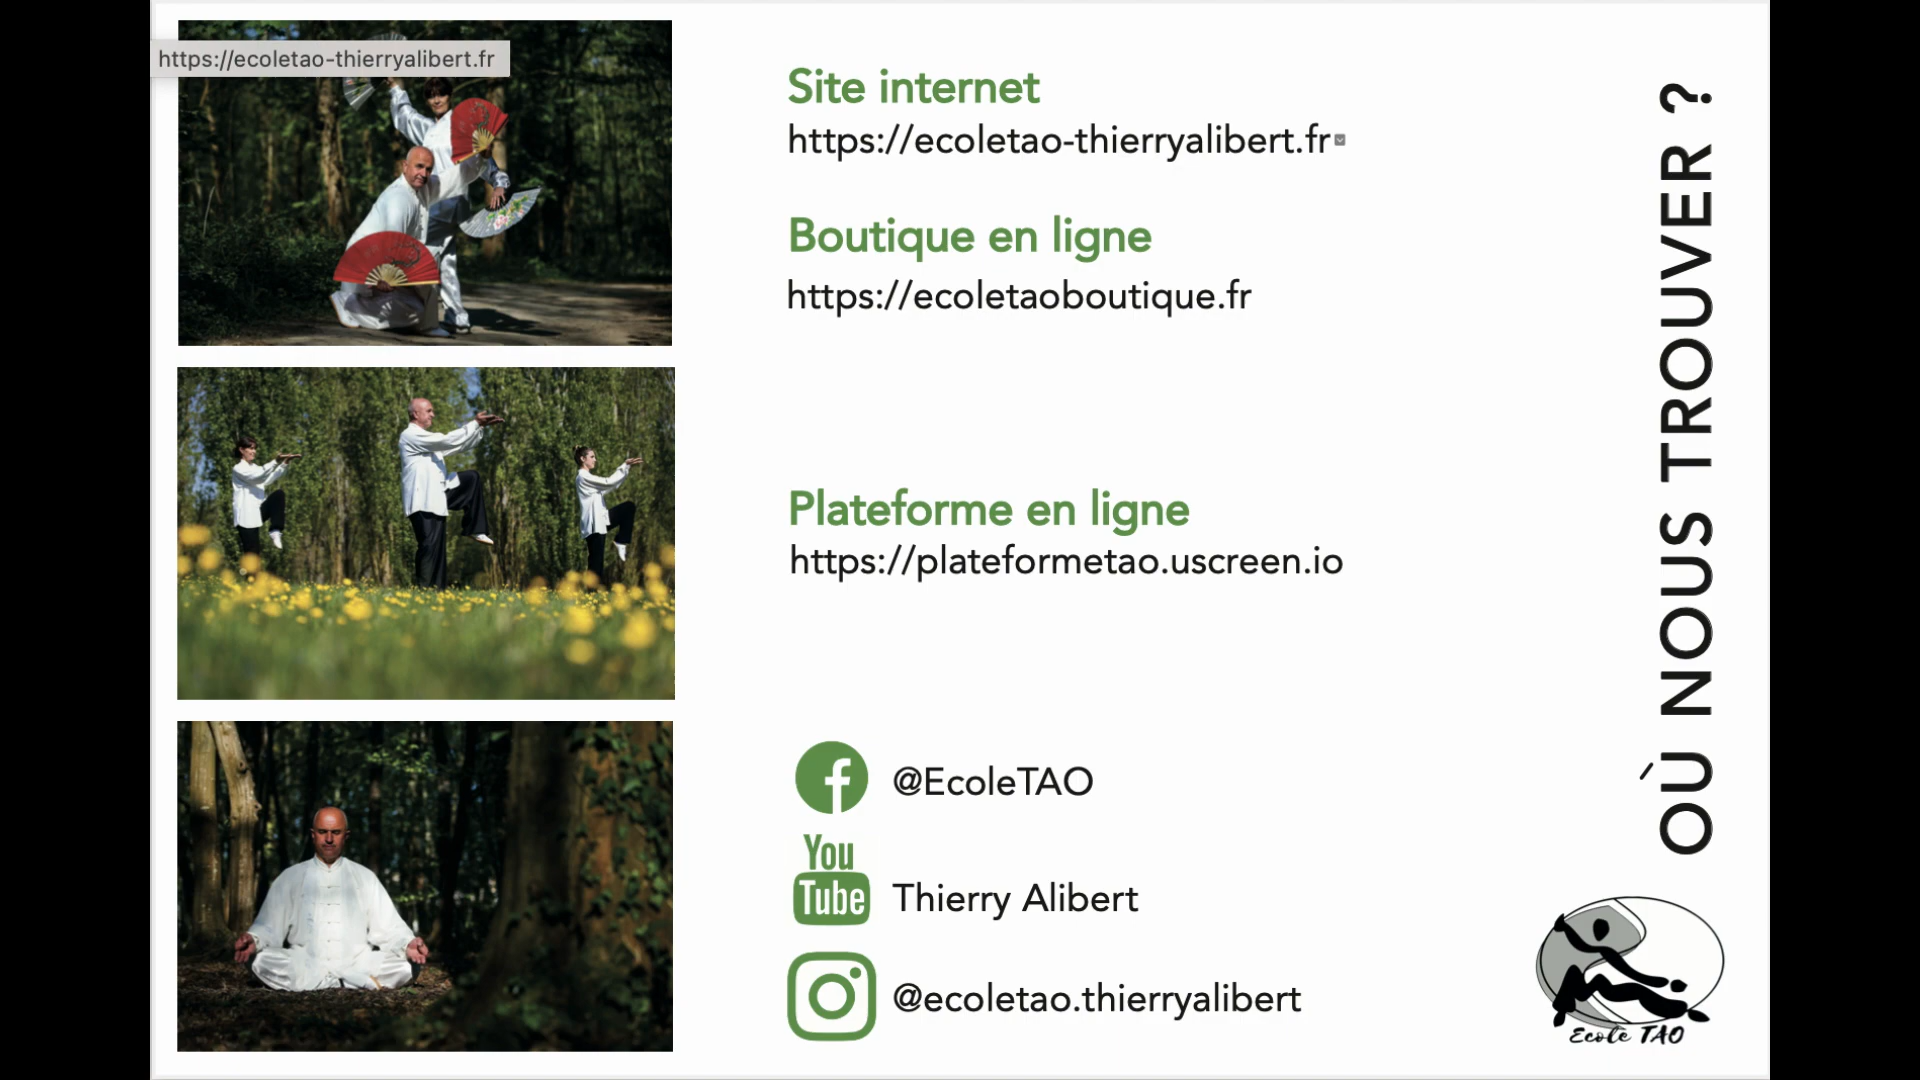 https://ecoletao-thierryalibert.fr
Site internet
https://ecoletao-thierryalibert.fr
Boutique en ligne
https://ecoletaoboutique.fr
Plateforme en ligne
https://plateformetao.uscreen.io
@EcoleTAO
You
Tube
Thierry Alibert
@ecoletao.thierryalibert
OÙ NOUS TROUVER ?
Ecole TAO